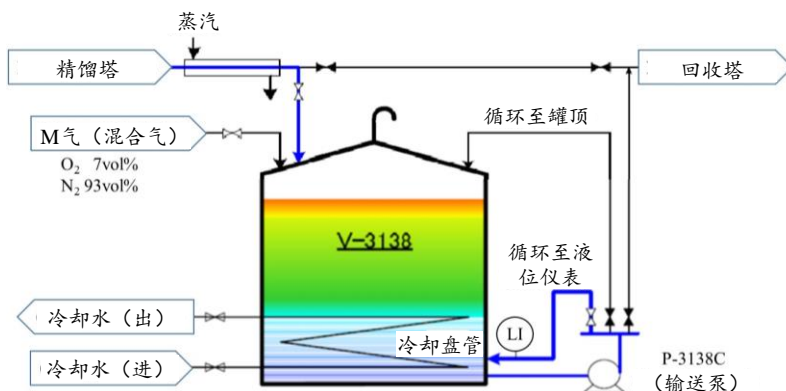 蒸汽
精馏塔
回收塔
M气（混合气）
O₂ 7vol%
N₂ 93vol%
循环至罐顶
V-3138
循环至液
位仪表
冷却水（出）
冷却盘管
LI
冷却水（进）
P-3138C
（输送泵）